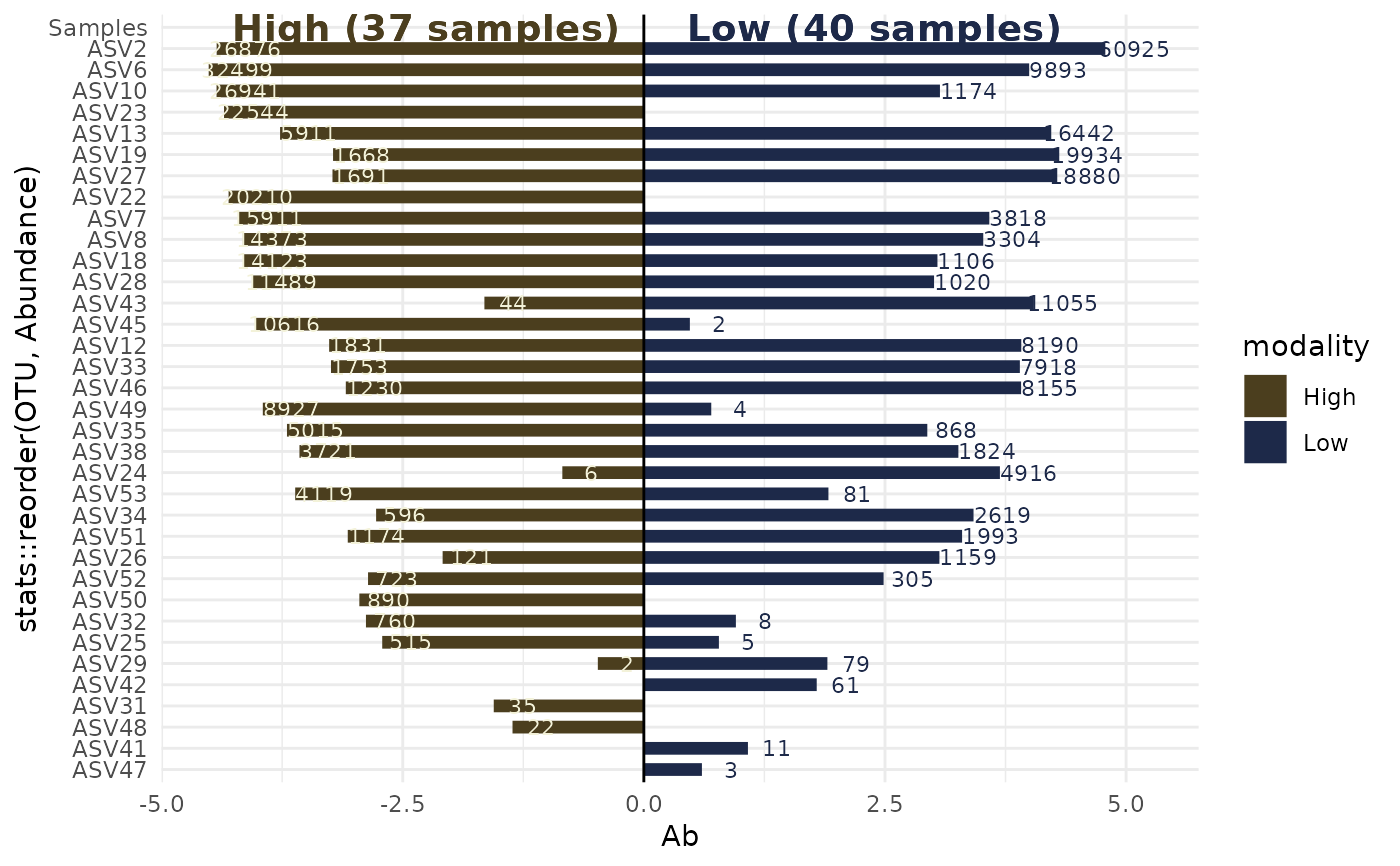 High (37 samples) Low (40 samples)
Samples
ASV2 26876 60925
ASV6 32499 9893
ASV10 26941 1174
ASV23 22544
ASV13 5911 16442
ASV19 1668 19934
ASV27 1691 18880
ASV22 20210
ASV7 15911 3818
ASV8 14373 3304
ASV18 14123 1106
ASV28 11489 1020
ASV43 44 11055
ASV45 10616 2
ASV12 1831 8190
ASV33 1753 7918
ASV46 1230 8155
ASV49 8927 4
ASV35 5015 868
ASV38 3721 1824
ASV24 6 4916
ASV53 4119 81
ASV34 596 2619
ASV51 1174 1993
ASV26 121 1159
ASV52 723 305
ASV50 890
ASV32 760 8
ASV25 515 5
ASV29 2 79
ASV42 61
ASV31 35
ASV48 22
ASV41 11
ASV47 3
-5.0 -2.5 0.0 2.5 5.0
Ab
stats::reorder(OTU, Abundance)
modality
High
Low